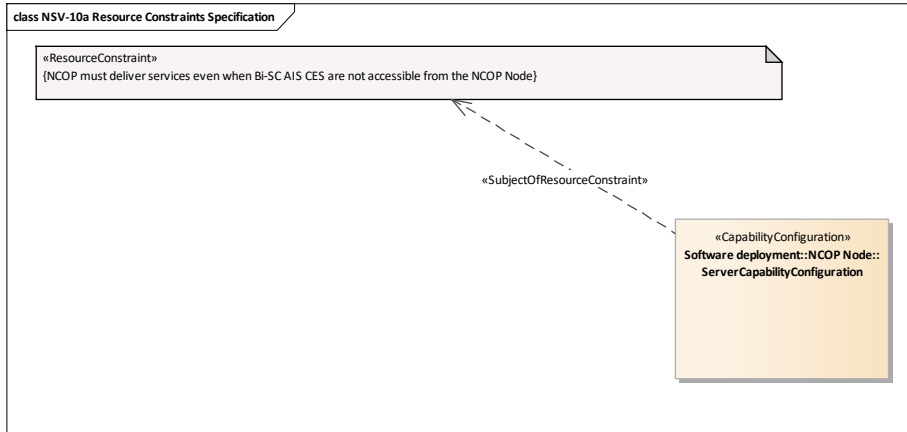 class NSV-10a Resource Constraints Specification
«ResourceConstraint»
{NCOP must deliver services even when Bi-SC AIS CES are not accessible from the NCOP Node}
«SubjectOfResourceConstraint»
«CapabilityConfiguration»
Software deployment::NCOP Node::
ServerCapabilityConfiguration